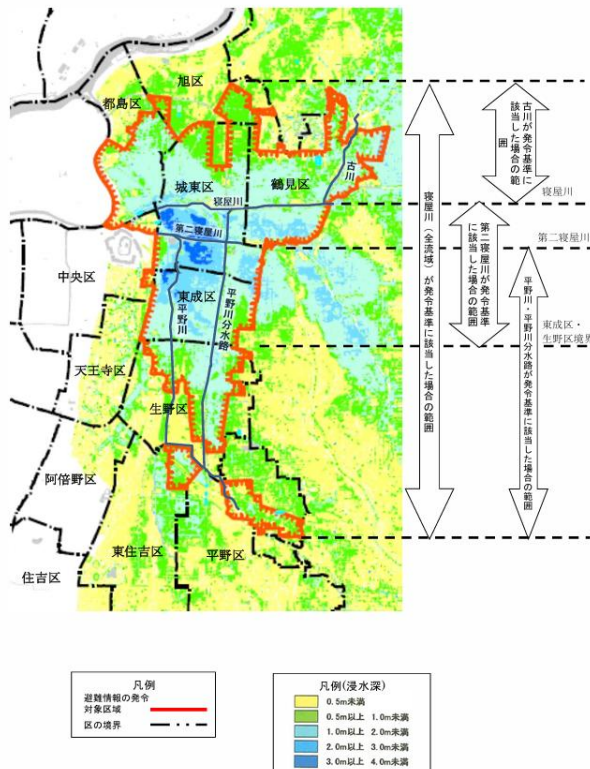 旭区
都島区
古川
城東区
鶴見区
寝屋川
第二寝屋川
中央区
東成区
平野川
平野川分水路
天王寺区
生野区
阿倍野区
東住吉区
平野区
住吉区
寝屋川（全流域）が発令基準に該当した場合の範囲
古川が発令基準に
該当した場合の範
囲
寝屋川
第二寝屋川が発令基準
に該当した場合の範囲
第二寝屋川
平野川・平野川分水路が発令基準に該当した場合の範囲
東成区・
生野区境界
凡例
避難情報の発令
対象区域
区の境界
凡例(浸水深)
0.5m未満
0.5m以上 1.0m未満
1.0m以上 2.0m未満
2.0m以上 3.0m未満
3.0m以上 4.0m未満